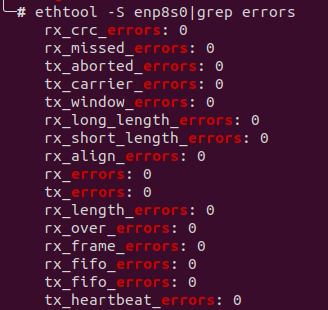 # ethtool -S enp8s0|grep errors
rx_crc_errors: 0
rx_missed_errors: 0
tx_aborted_errors: 0
tx_carrier_errors: 0
tx_window_errors: 0
rx_long_length_errors: 0
rx_short_length_errors: 0
rx_align_errors: 0
rx_errors: 0
tx_errors: 0
rx_length_errors: 0
rx_over_errors: 0
rx_frame_errors: 0
rx_fifo_errors: 0
tx_fifo_errors: 0
tx_heartbeat_errors: 0